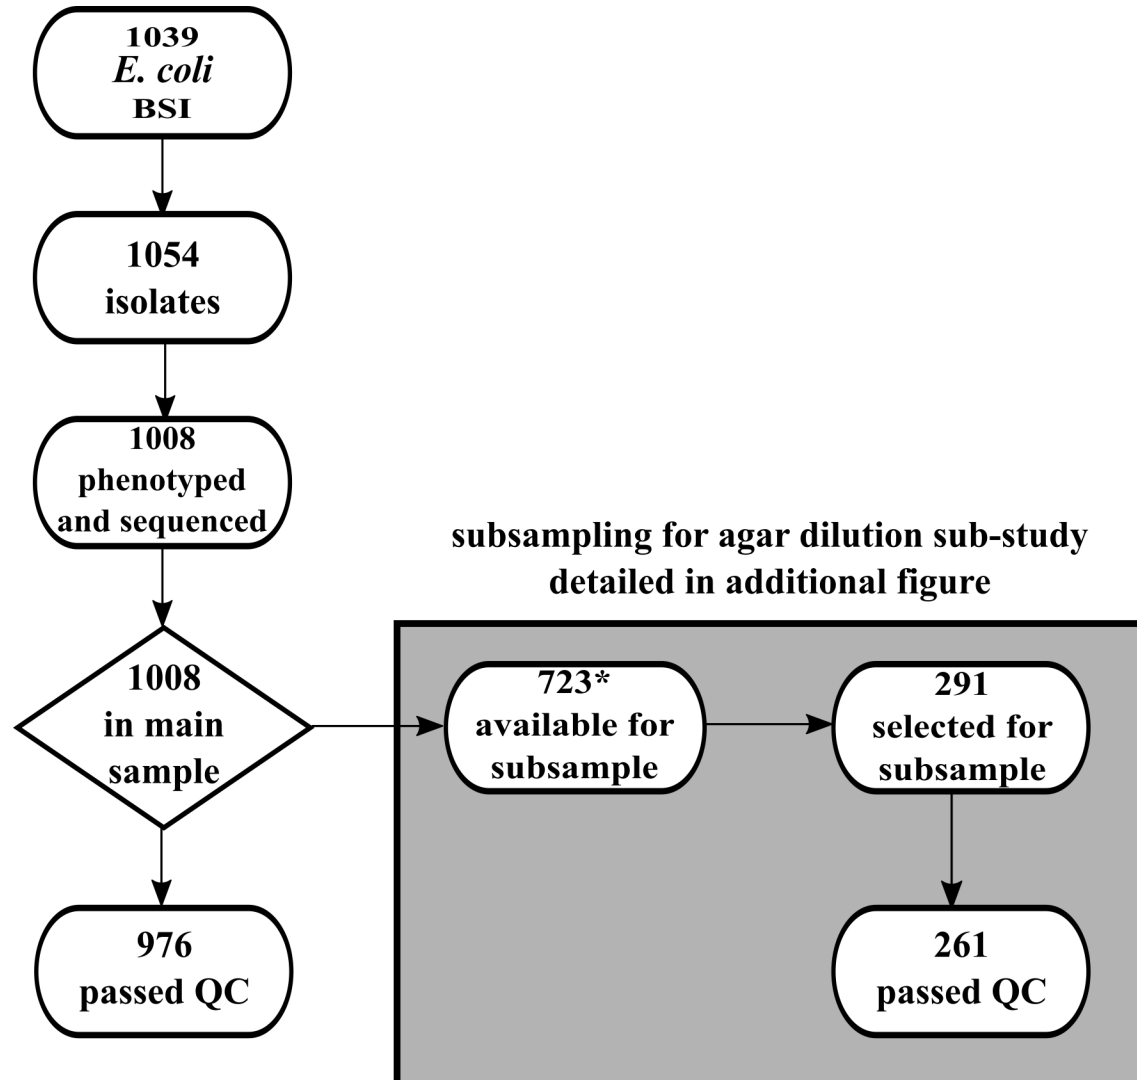 1039
E. coli
BSI
1054
isolates
1008
phenotyped
and sequenced
subsampling for agar dilution sub-study
detailed in additional figure
1008
in main
sample
723*
available for
subsample
291
selected for
subsample
976
passed QC
261
passed QC